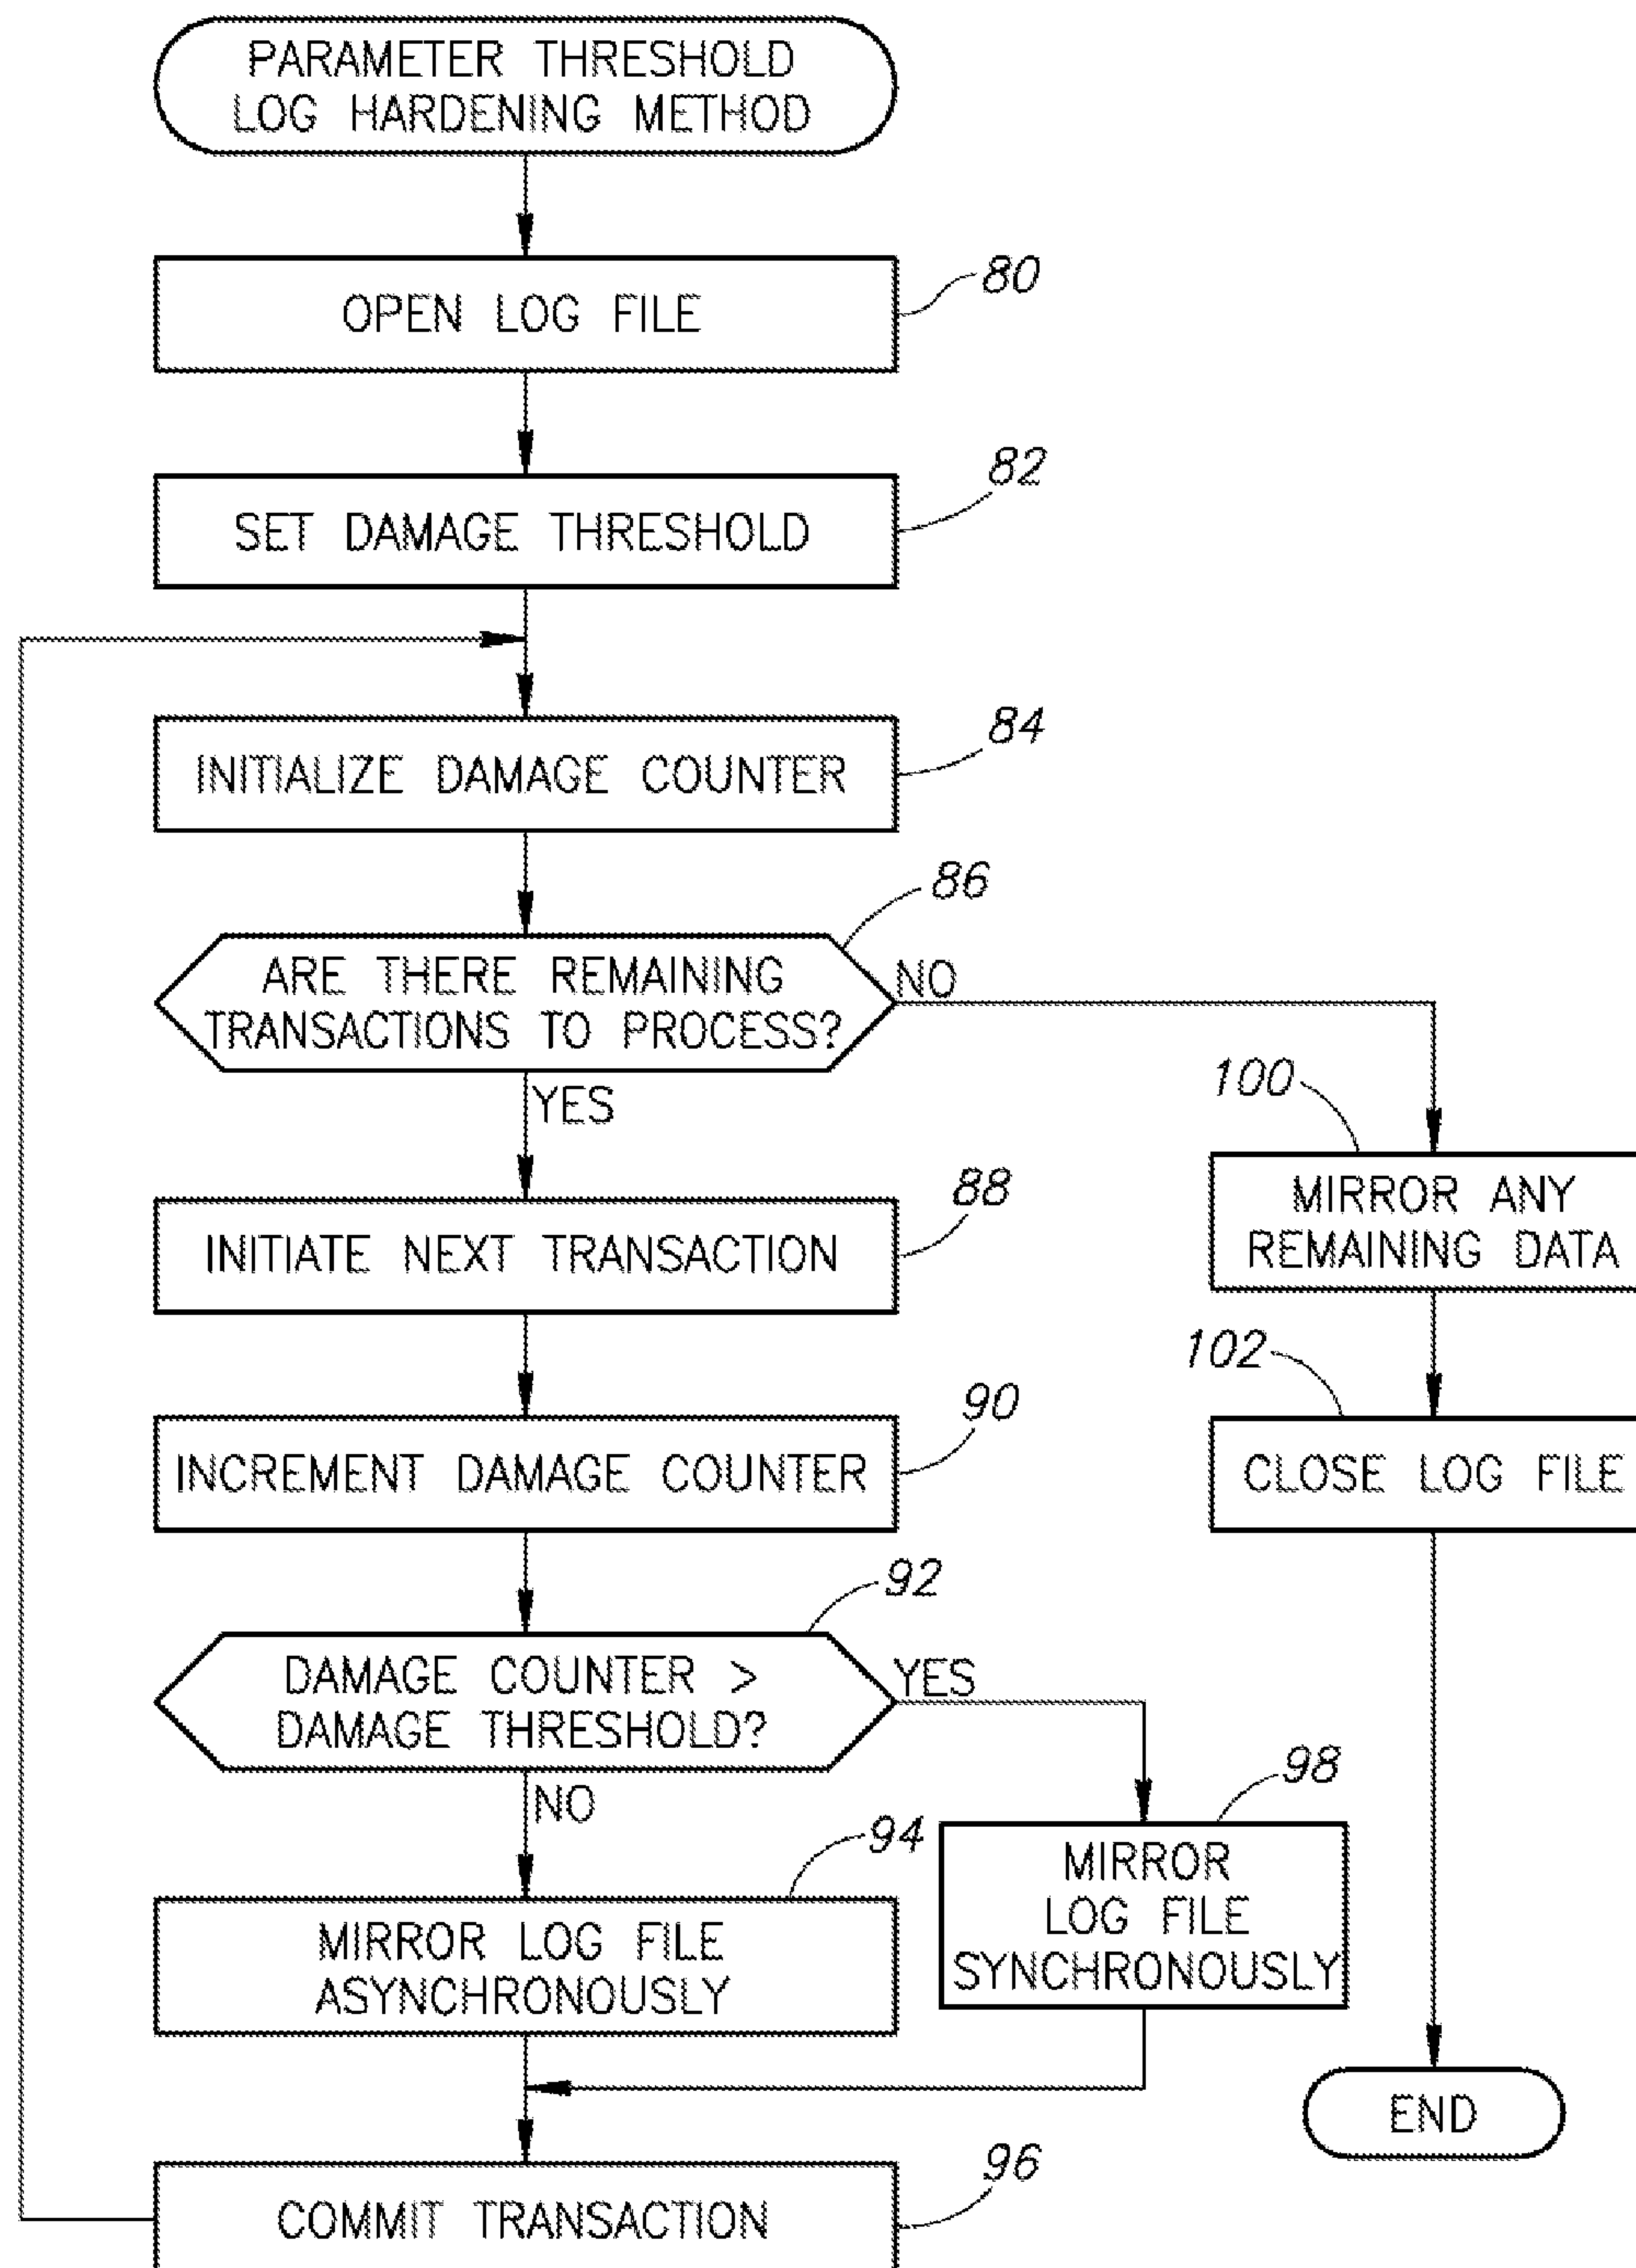 PARAMETER THRESHOLD
LOG HARDENING METHOD
80
OPEN LOG FILE
82
SET DAMAGE THRESHOLD
84
INITIALIZE DAMAGE COUNTER
86
ARE THERE REMAINING
TRANSACTIONS TO PROCESS?
NO
YES
100
MIRROR ANY
REMAINING DATA
88
INITIATE NEXT TRANSACTION
102
CLOSE LOG FILE
90
INCREMENT DAMAGE COUNTER
92
DAMAGE COUNTER >
DAMAGE THRESHOLD?
YES
NO
98
MIRROR
LOG FILE
SYNCHRONOUSLY
94
MIRROR LOG FILE
ASYNCHRONOUSLY
END
96
COMMIT TRANSACTION